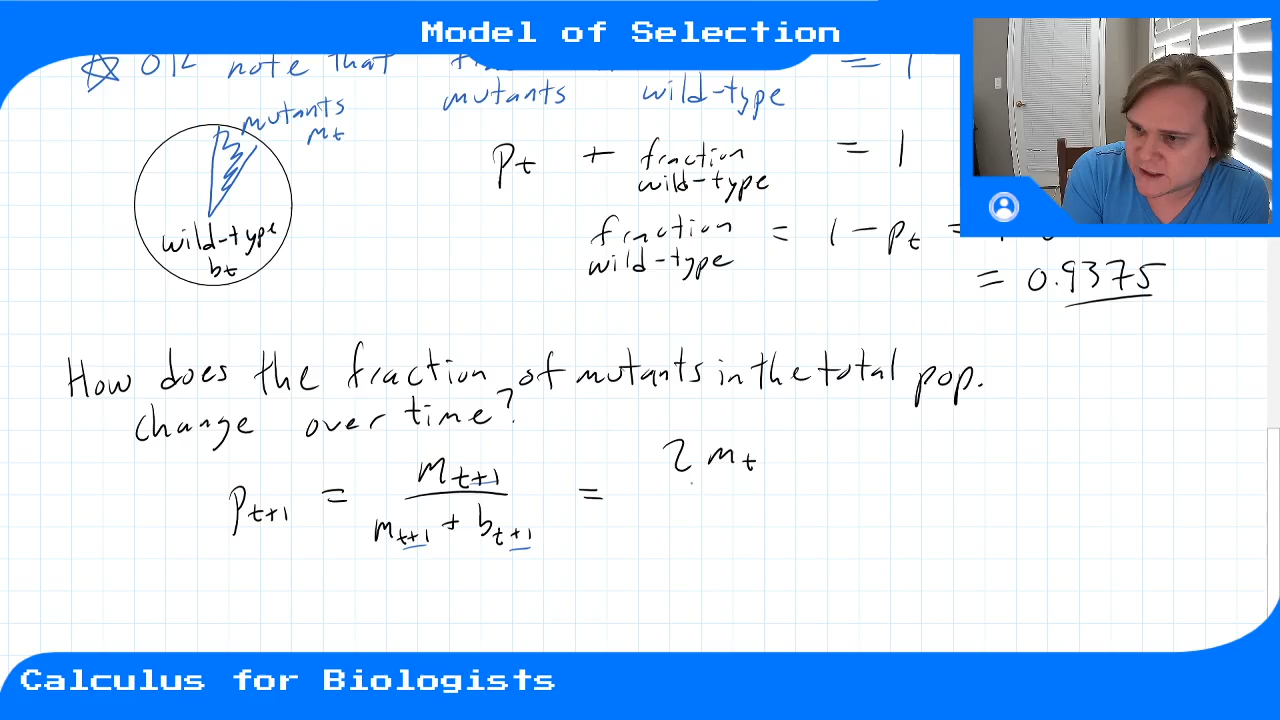 Model of Selection
note that = 1
mutants wild-type
mutants
mt
pt + fraction wild-type = 1
wild-type
bt
fraction wild-type = 1 - pt =
= 0.9375
How does the fraction of mutants in the total pop.
change over time?
pt+1 = mt+1 / mt+1 + bt+1 = 2 mt
Calculus for Biologists